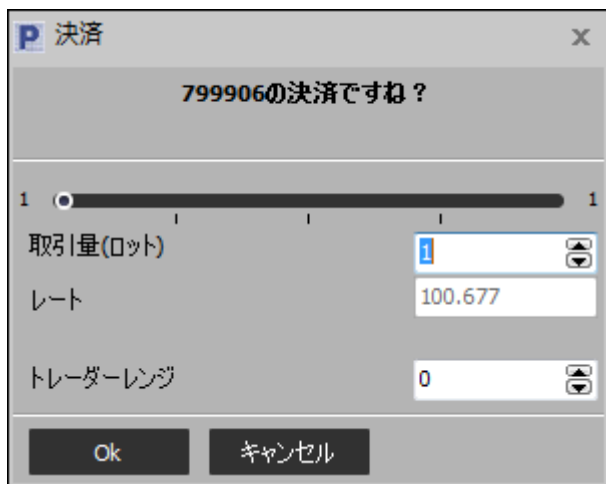 P 決済 x
799906の決済ですね？
1 1
取引量(ロット) 1
レート 100.677
トレーダーレンジ 0
Ok キャンセル